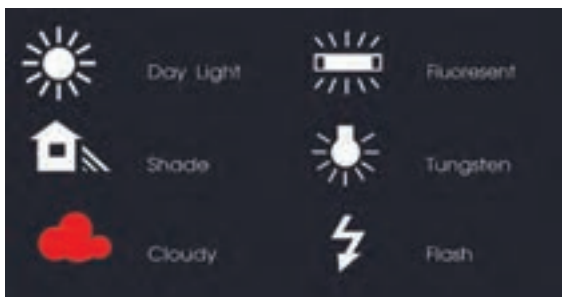 Day Light
Fluoresent
Shade
Tungsten
Cloudy
Flash